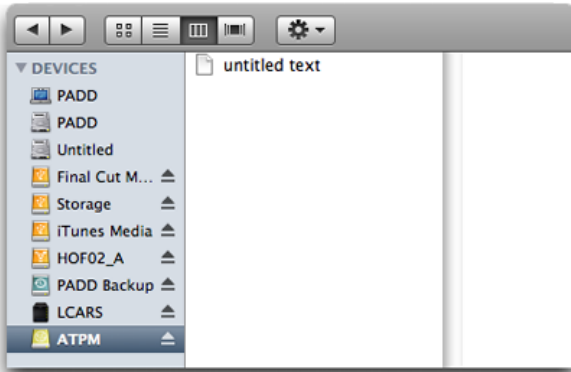 DEVICES
PADD
PADD
Untitled
Final Cut M...
Storage
iTunes Media
HOF02_A
PADD Backup
LCARS
ATPM
untitled text